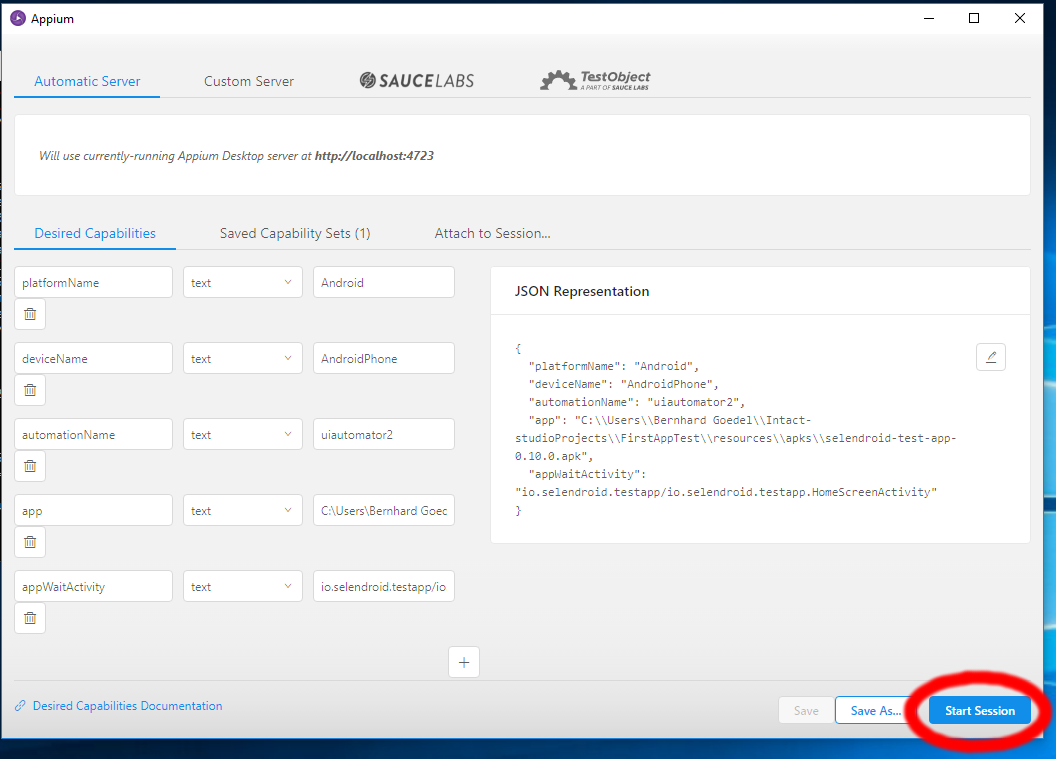 Appium
Automatic Server
Custom Server
SAUCELABS
TestObject
A PART OF SAUCE LABS
Will use currently-running Appium Desktop server at http://localhost:4723
Desired Capabilities
Saved Capability Sets (1)
Attach to Session...
platformName
text
Android
deviceName
text
AndroidPhone
automationName
text
uiautomator2
app
text
C:\Users\Bernhard Goec
appWaitActivity
text
io.selendroid.testapp/io
JSON Representation
{
"platformName": "Android",
"deviceName": "AndroidPhone",
"automationName": "uiautomator2",
"app": "C:\\Users\\Bernhard Goedel\\Intact-
studioProjects\\FirstAppTest\\resources\\apks\\selendroid-test-app-
0.10.0.apk",
"appWaitActivity":
"io.selendroid.testapp/io.selendroid.testapp.HomeScreenActivity"
}
Desired Capabilities Documentation
Save
Save As...
Start Session